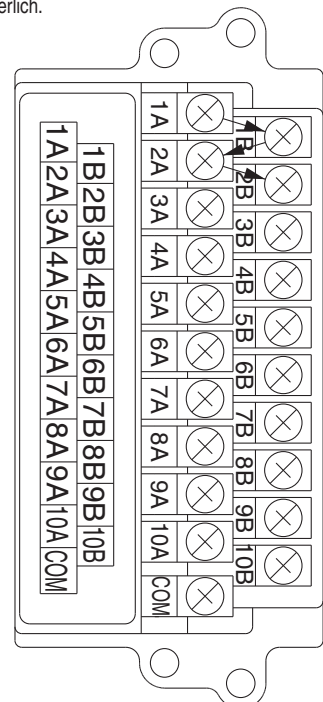 erlich.
1A 2A 3A 4A 5A 6A 7A 8A 9A 10A COM
1B 2B 3B 4B 5B 6B 7B 8B 9B 10B
1A
1B
2A
2B
3A
3B
4A
4B
5A
5B
6A
6B
7A
7B
8A
8B
9A
9B
10A
10B
COM